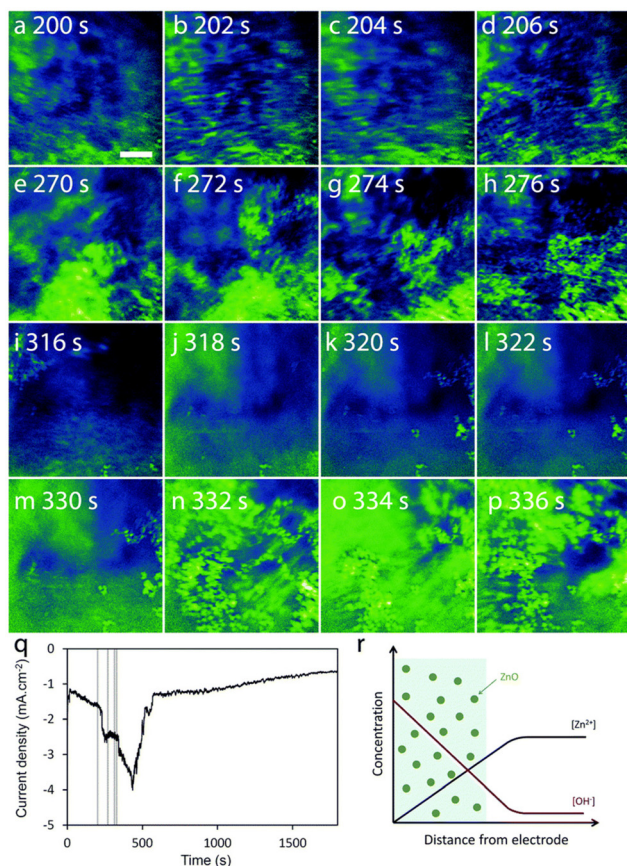 a 200 s
b 202 s
c 204 s
d 206 s
e 270 s
f 272 s
g 274 s
h 276 s
i 316 s
j 318 s
k 320 s
l 322 s
m 330 s
n 332 s
o 334 s
p 336 s
q
Current density (mA.cm⁻²)
0
-1
-2
-3
-4
-5
0
500
1000
1500
Time (s)
r
Concentration
ZnO
[Zn²⁺]
[OH⁻]
Distance from electrode